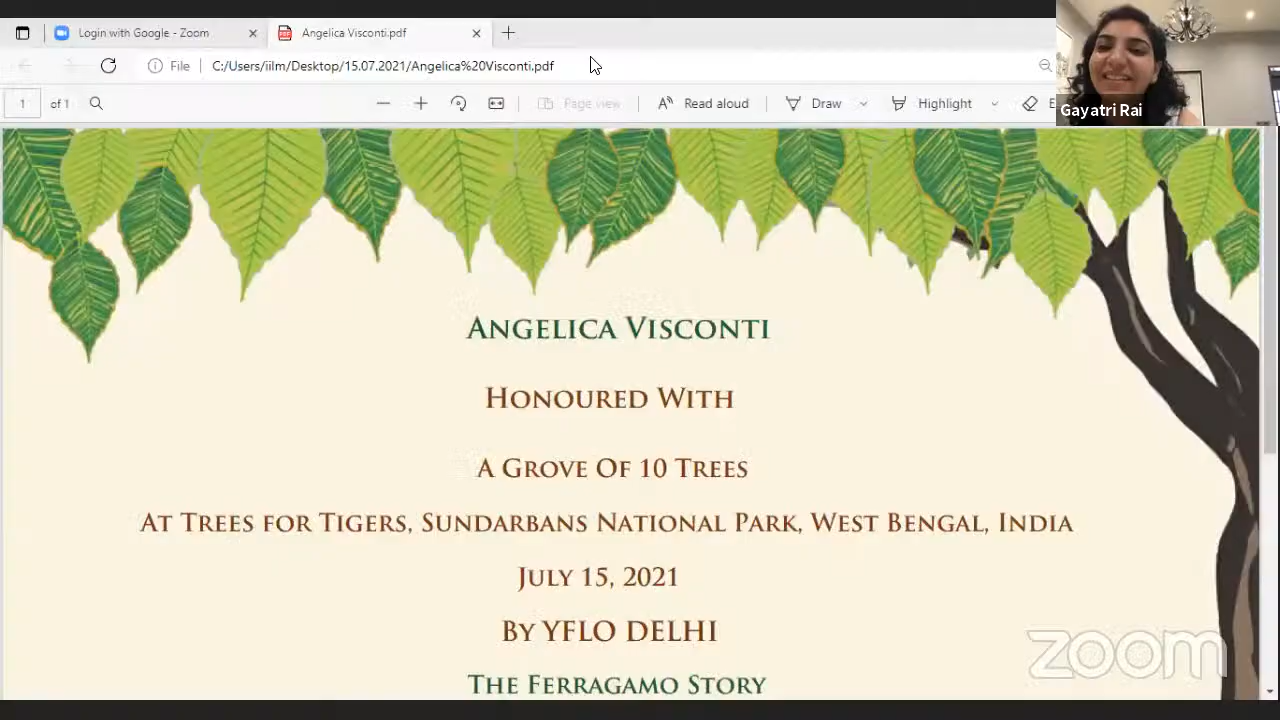 Login with Google - Zoom
Angelica Visconti.pdf
File
C:/Users/iilm/Desktop/15.07.2021/Angelica%20Visconti.pdf
1 of 1
Page view
Read aloud
Draw
Highlight
Gayatri Rai
ANGELICA VISCONTI
HONOURED WITH
A GROVE OF 10 TREES
AT TREES FOR TIGERS, SUNDARBANS NATIONAL PARK, WEST BENGAL, INDIA
JULY 15, 2021
BY YFLO DELHI
THE FERRAGAMO STORY
zoom